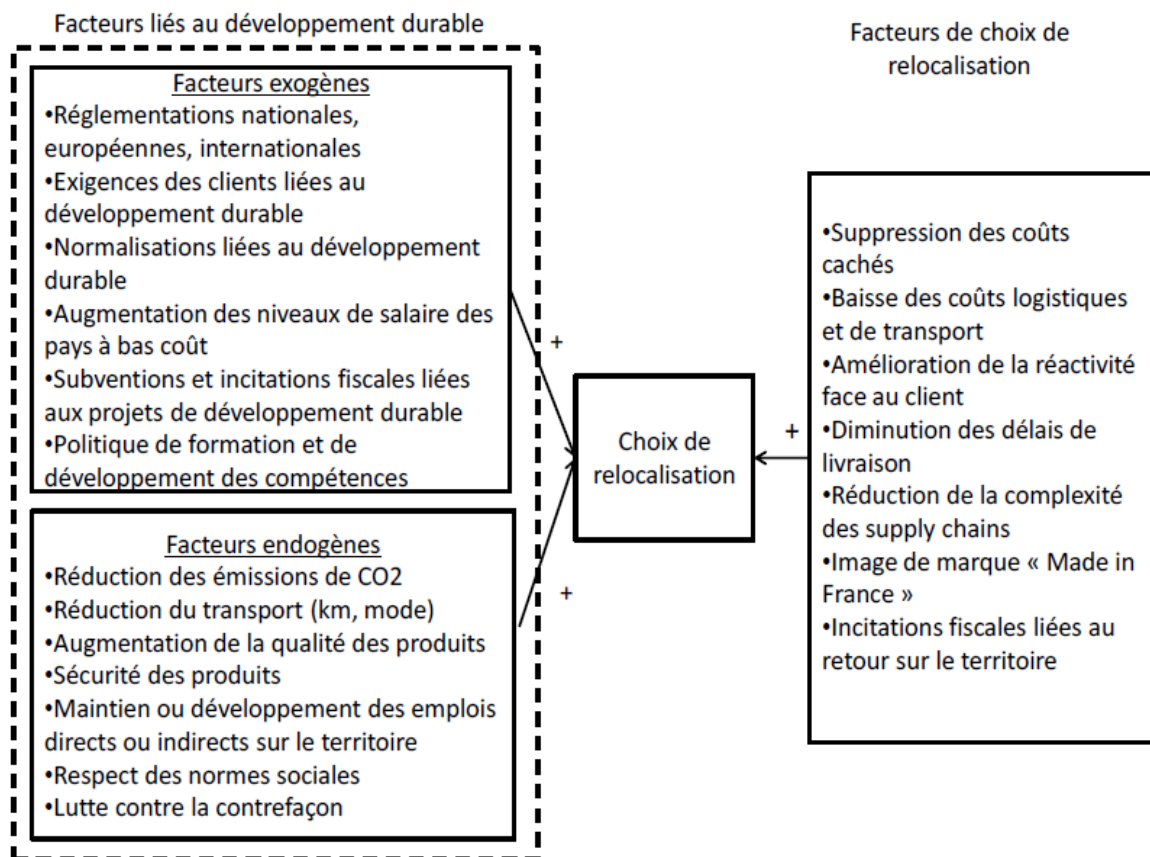 Facteurs liés au développement durable
Facteurs exogènes
•Réglementations nationales,
européennes, internationales
•Exigences des clients liées au
développement durable
•Normalisations liées au développement
durable
•Augmentation des niveaux de salaire des
pays à bas coût
•Subventions et incitations fiscales liées
aux projets de développement durable
•Politique de formation et de
développement des compétences
Facteurs endogènes
•Réduction des émissions de CO2
•Réduction du transport (km, mode)
•Augmentation de la qualité des produits
•Sécurité des produits
•Maintien ou développement des emplois
directs ou indirects sur le territoire
•Respect des normes sociales
•Lutte contre la contrefaçon
+
+
Choix de
relocalisation
+
Facteurs de choix de
relocalisation
•Suppression des coûts
cachés
•Baisse des coûts logistiques
et de transport
•Amélioration de la réactivité
face au client
•Diminution des délais de
livraison
•Réduction de la complexité
des supply chains
•Image de marque « Made in
France »
•Incitations fiscales liées au
retour sur le territoire